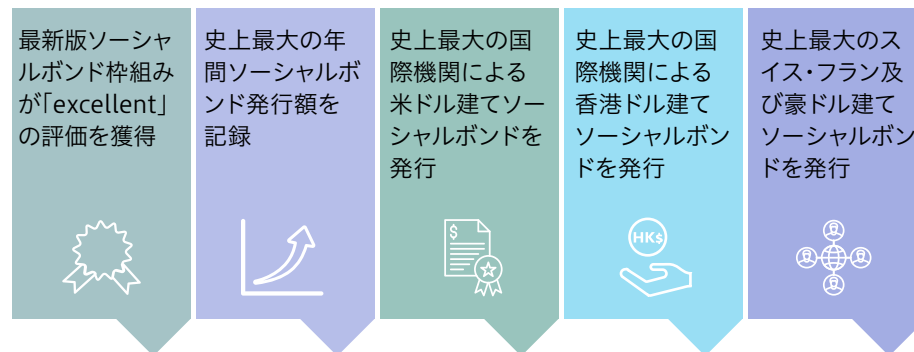 最新版ソーシャ
ルボンド枠組み
が「excellent」
の評価を獲得
史上最大の年
間ソーシャルボ
ンド発行額を
記録
史上最大の国
際機関による
米ドル建てソー
シャルボンドを
発行
$
史上最大の国
際機関による
香港ドル建て
ソーシャルボン
ドを発行
HK$
史上最大のス
イス・フラン及
び豪ドル建て
ソーシャルボン
ドを発行